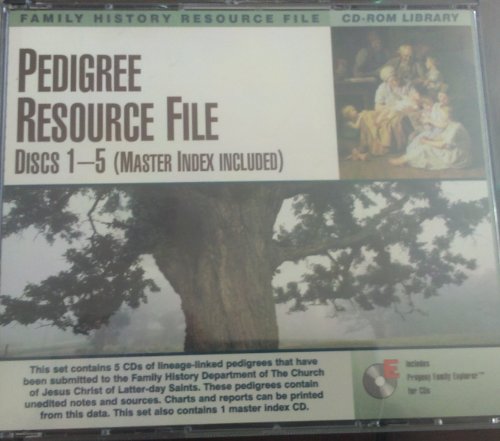 FAMILY HISTORY RESOURCE FILE
CD-ROM LIBRARY
PEDIGREE
RESOURCE FILE
DISCS 1–5 (MASTER INDEX INCLUDED)
This set contains 5 CDs of lineage-linked pedigrees that have
been submitted to the Family History Department of The Church
of Jesus Christ of Latter-day Saints. These pedigrees contain
unedited notes and sources. Charts and reports can be printed
from this data. This set also contains 1 master index CD.
E
Includes
Progeny Family Explorer™
for CDs